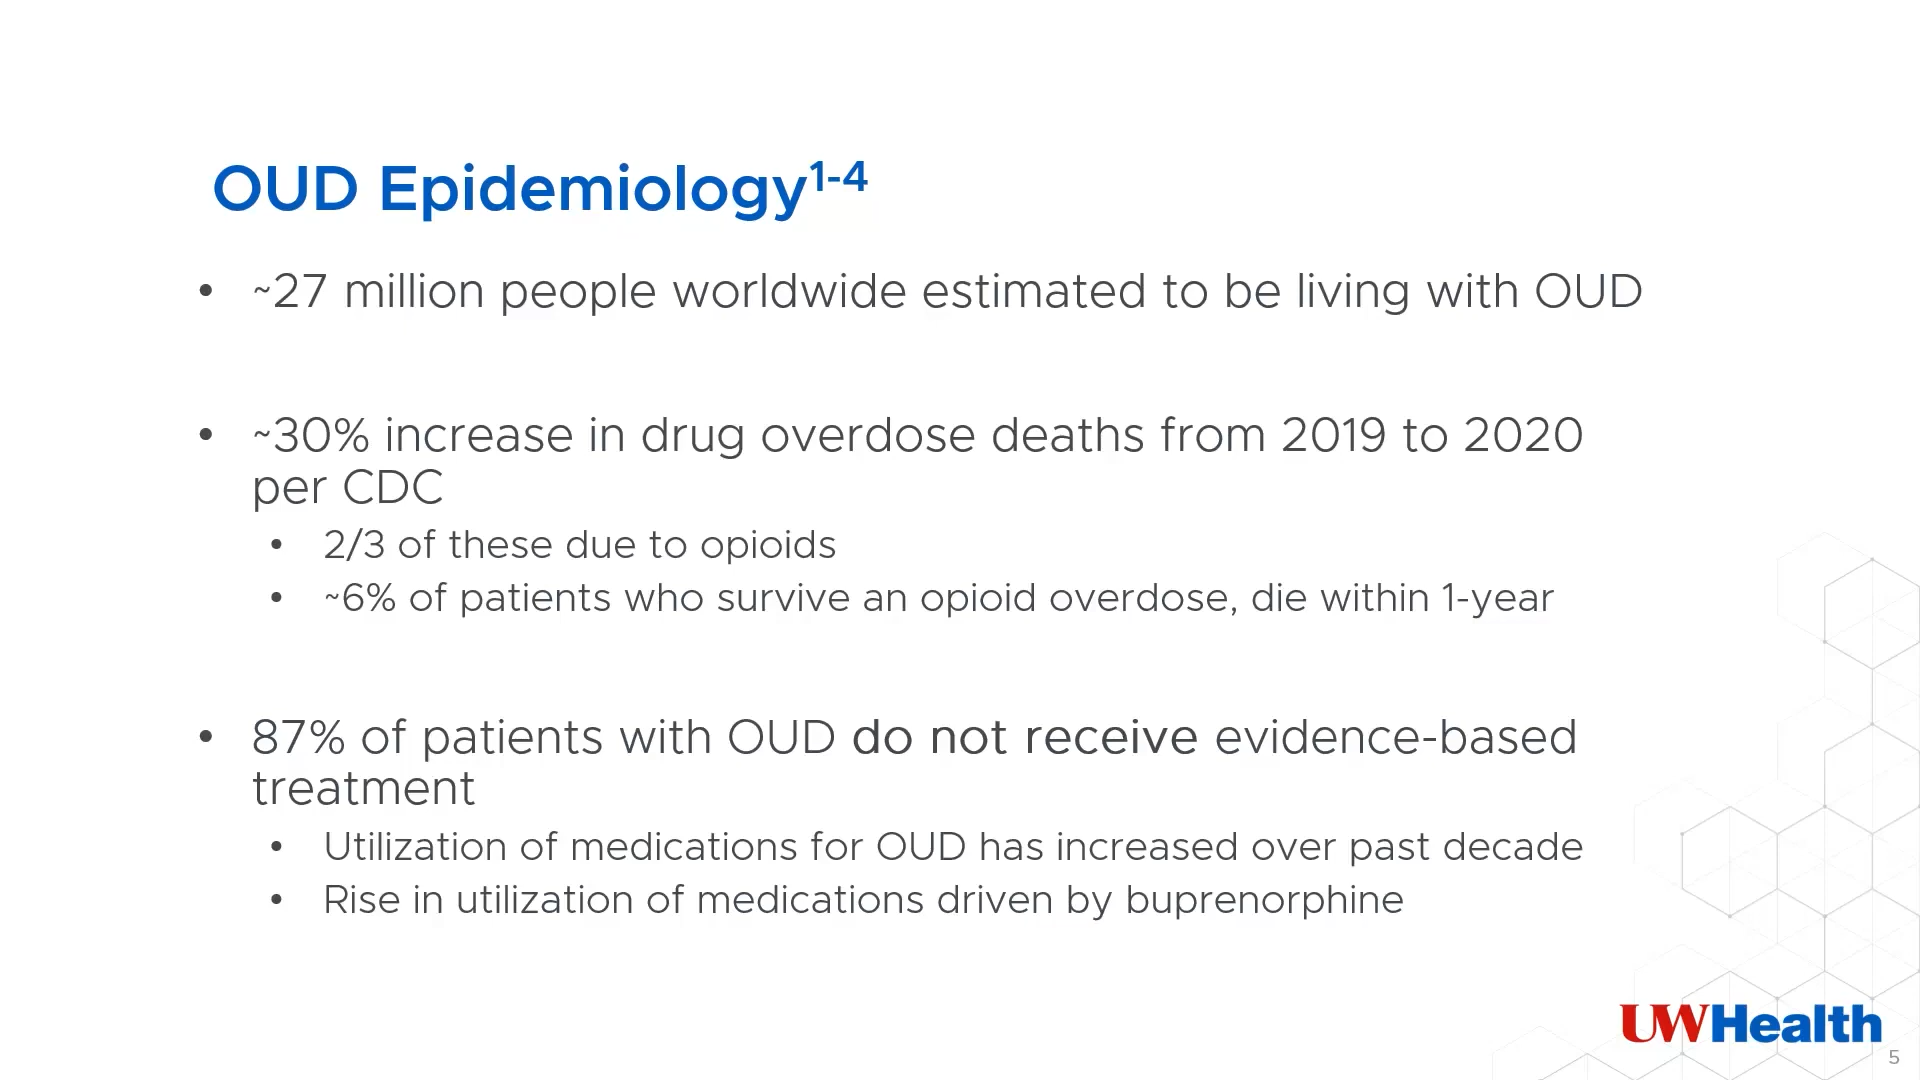 OUD Epidemiology1-4
• ~27 million people worldwide estimated to be living with OUD
• ~30% increase in drug overdose deaths from 2019 to 2020
per CDC
• 2/3 of these due to opioids
• ~6% of patients who survive an opioid overdose, die within 1-year
• 87% of patients with OUD do not receive evidence-based
treatment
• Utilization of medications for OUD has increased over past decade
• Rise in utilization of medications driven by buprenorphine
UWHealth
5